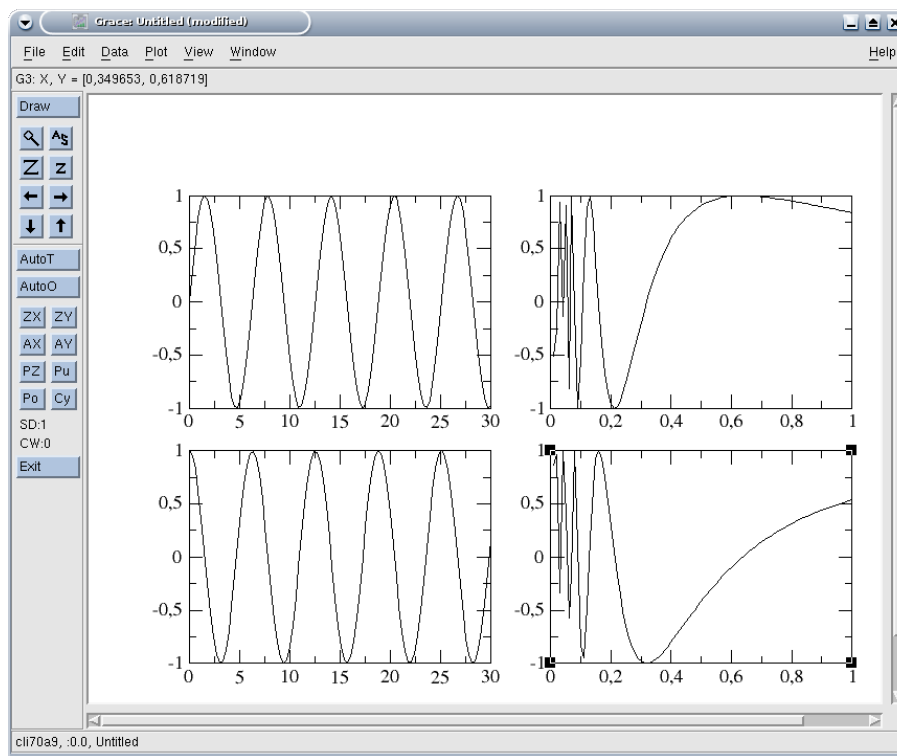 Grace: Untitled (modified)
File Edit Data Plot View Window Help
G3: X, Y = [0,349653, 0,618719]
Draw
A S
Z z
AutoT
AutoO
ZX ZY
AX AY
PZ Pu
Po Cy
SD:1
CW:0
Exit
1
0,5
0
-0,5
-1
0 5 10 15 20 25 30
1
0,5
0
-0,5
-1
0 0,2 0,4 0,6 0,8 1
1
0,5
0
-0,5
-1
0 5 10 15 20 25 30
1
0,5
0
-0,5
-1
0 0,2 0,4 0,6 0,8 1
cli70a9, :0.0, Untitled